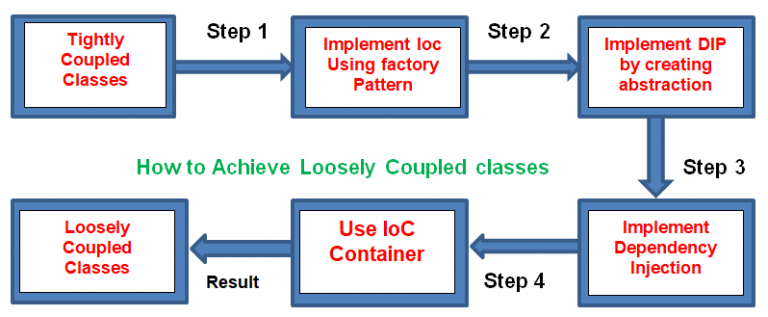 Tightly
Coupled
Classes
Step 1
Implement Ioc
Using factory
Pattern
Step 2
Implement DIP
by creating
abstraction
How to Achieve Loosely Coupled classes
Step 3
Implement
Dependency
Injection
Step 4
Use IoC
Container
Result
Loosely
Coupled
Classes